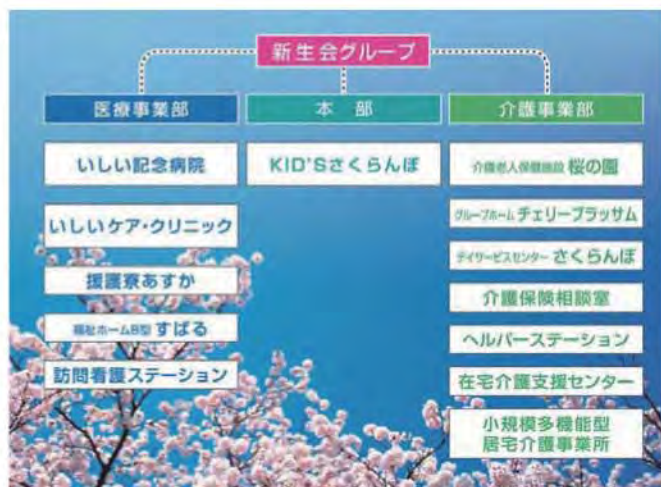 新生会グループ
医療事業部
いしい記念病院
いしいケア・クリニック
援護寮あすか
福祉ホームB型 すばる
訪問看護ステーション
本部
KID'Sさくらんぼ
介護事業部
介護老人保健施設 桜の園
グループホーム チェリーブラッサム
デイサービスセンター さくらんぼ
介護保険相談室
ヘルパーステーション
在宅介護支援センター
小規模多機能型
居宅介護事業所